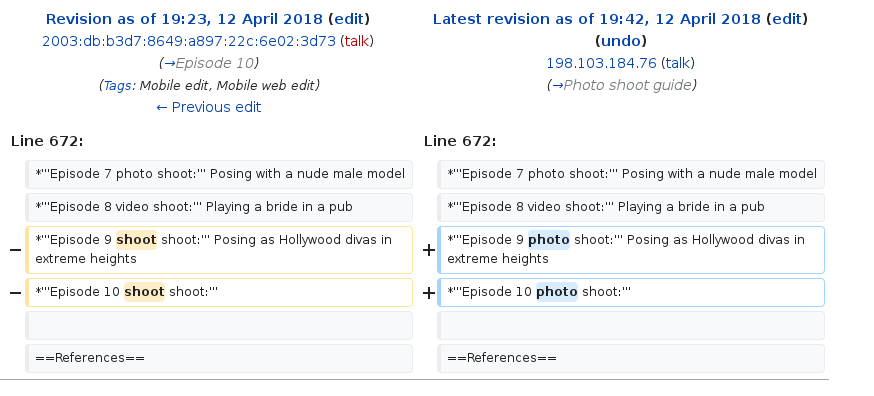 Revision as of 19:23, 12 April 2018 (edit)
2003:db:b3d7:8649:a897:22c:6e02:3d73 (talk)
(→Episode 10)
(Tags: Mobile edit, Mobile web edit)
← Previous edit
Latest revision as of 19:42, 12 April 2018 (edit)
(undo)
198.103.184.76 (talk)
(→Photo shoot guide)
Line 672:
Line 672:
*'''Episode 7 photo shoot:''' Posing with a nude male model
*'''Episode 7 photo shoot:''' Posing with a nude male model
*'''Episode 8 video shoot:''' Playing a bride in a pub
*'''Episode 8 video shoot:''' Playing a bride in a pub
− *'''Episode 9 shoot shoot:''' Posing as Hollywood divas in
extreme heights
+ *'''Episode 9 photo shoot:''' Posing as Hollywood divas in
extreme heights
− *'''Episode 10 shoot shoot:'''
+ *'''Episode 10 photo shoot:'''
==References==
==References==